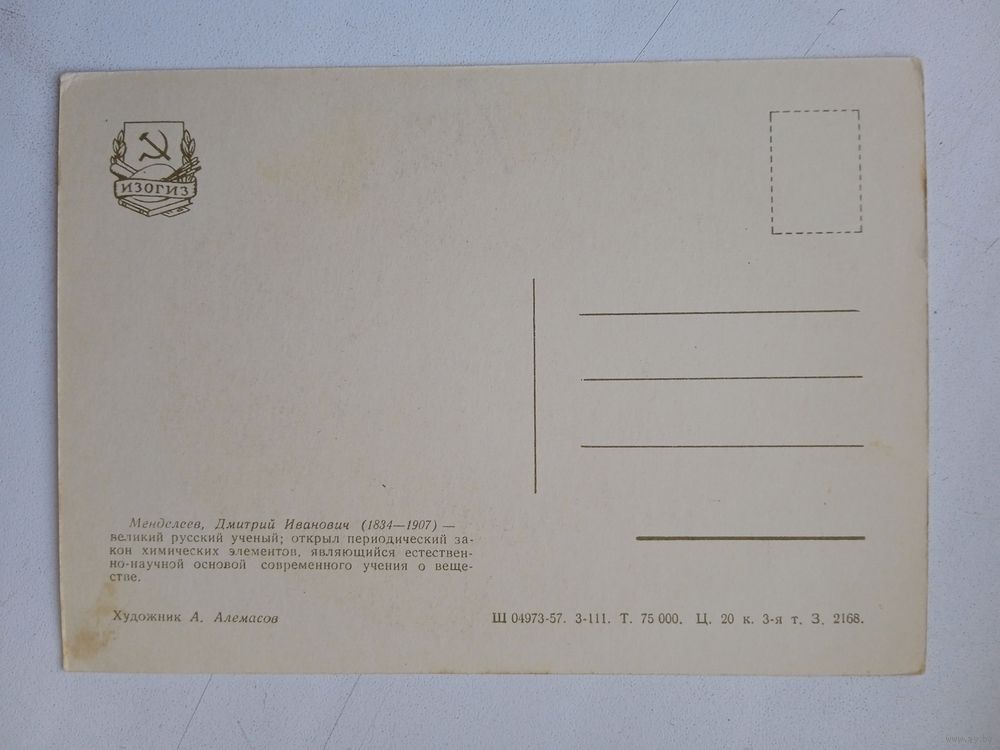 ИЗОГИЗ
Менделеев, Дмитрий Иванович (1834—1907) —
великий русский ученый; открыл периодический за-
кон химических элементов, являющийся естествен-
но-научной основой современного учения о веще-
стве.
Художник А. Алемасов
Ш 04973-57. 3-111. Т. 75 000. Ц. 20 к. 3-я т. З. 2168.